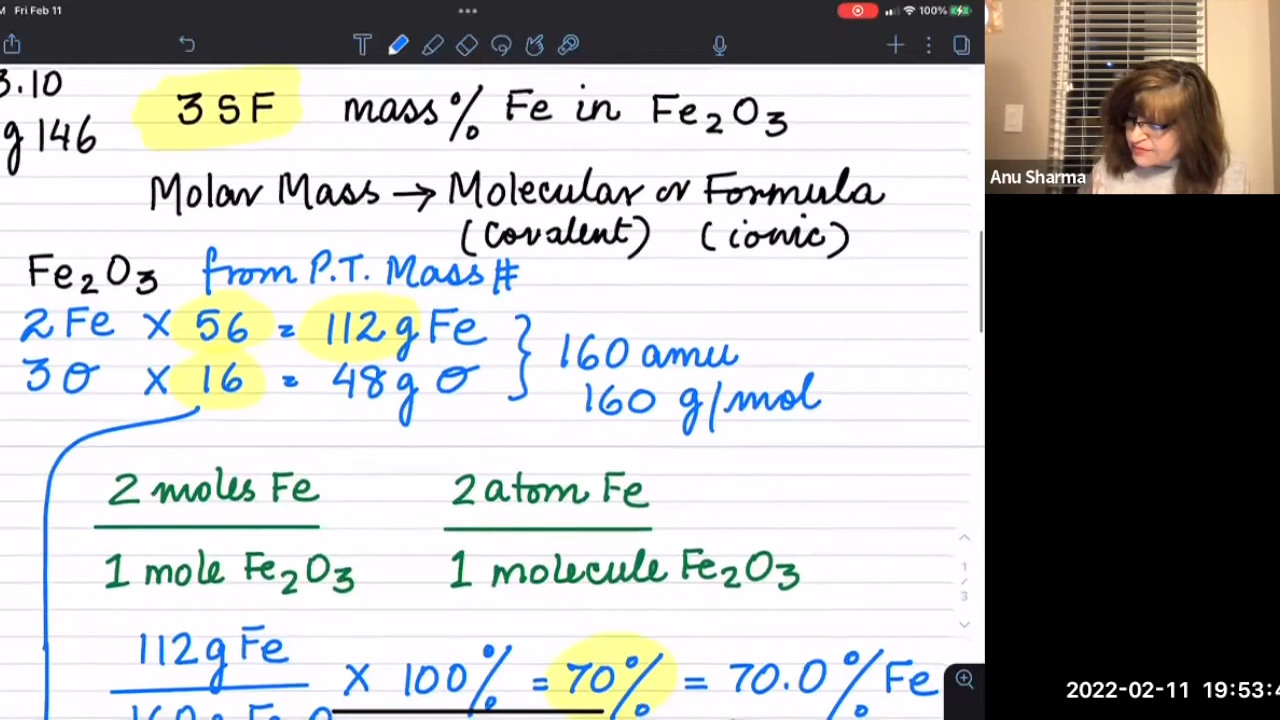 Fri Feb 11
100%
3.10
g 146
3 SF mass % Fe in Fe₂O₃
Molar Mass → Molecular or Formula
(covalent) (ionic)
Fe₂O₃ from P.T. Mass #
2 Fe X 56 = 112 g Fe
3 O X 16 = 48 g O
} 160 amu
160 g/mol
2 moles Fe
1 mole Fe₂O₃
2 atom Fe
1 molecule Fe₂O₃
112 g Fe
X 100% = 70% = 70.0% Fe
1
/
3
Anu Sharma
2022-02-11 19:53:4